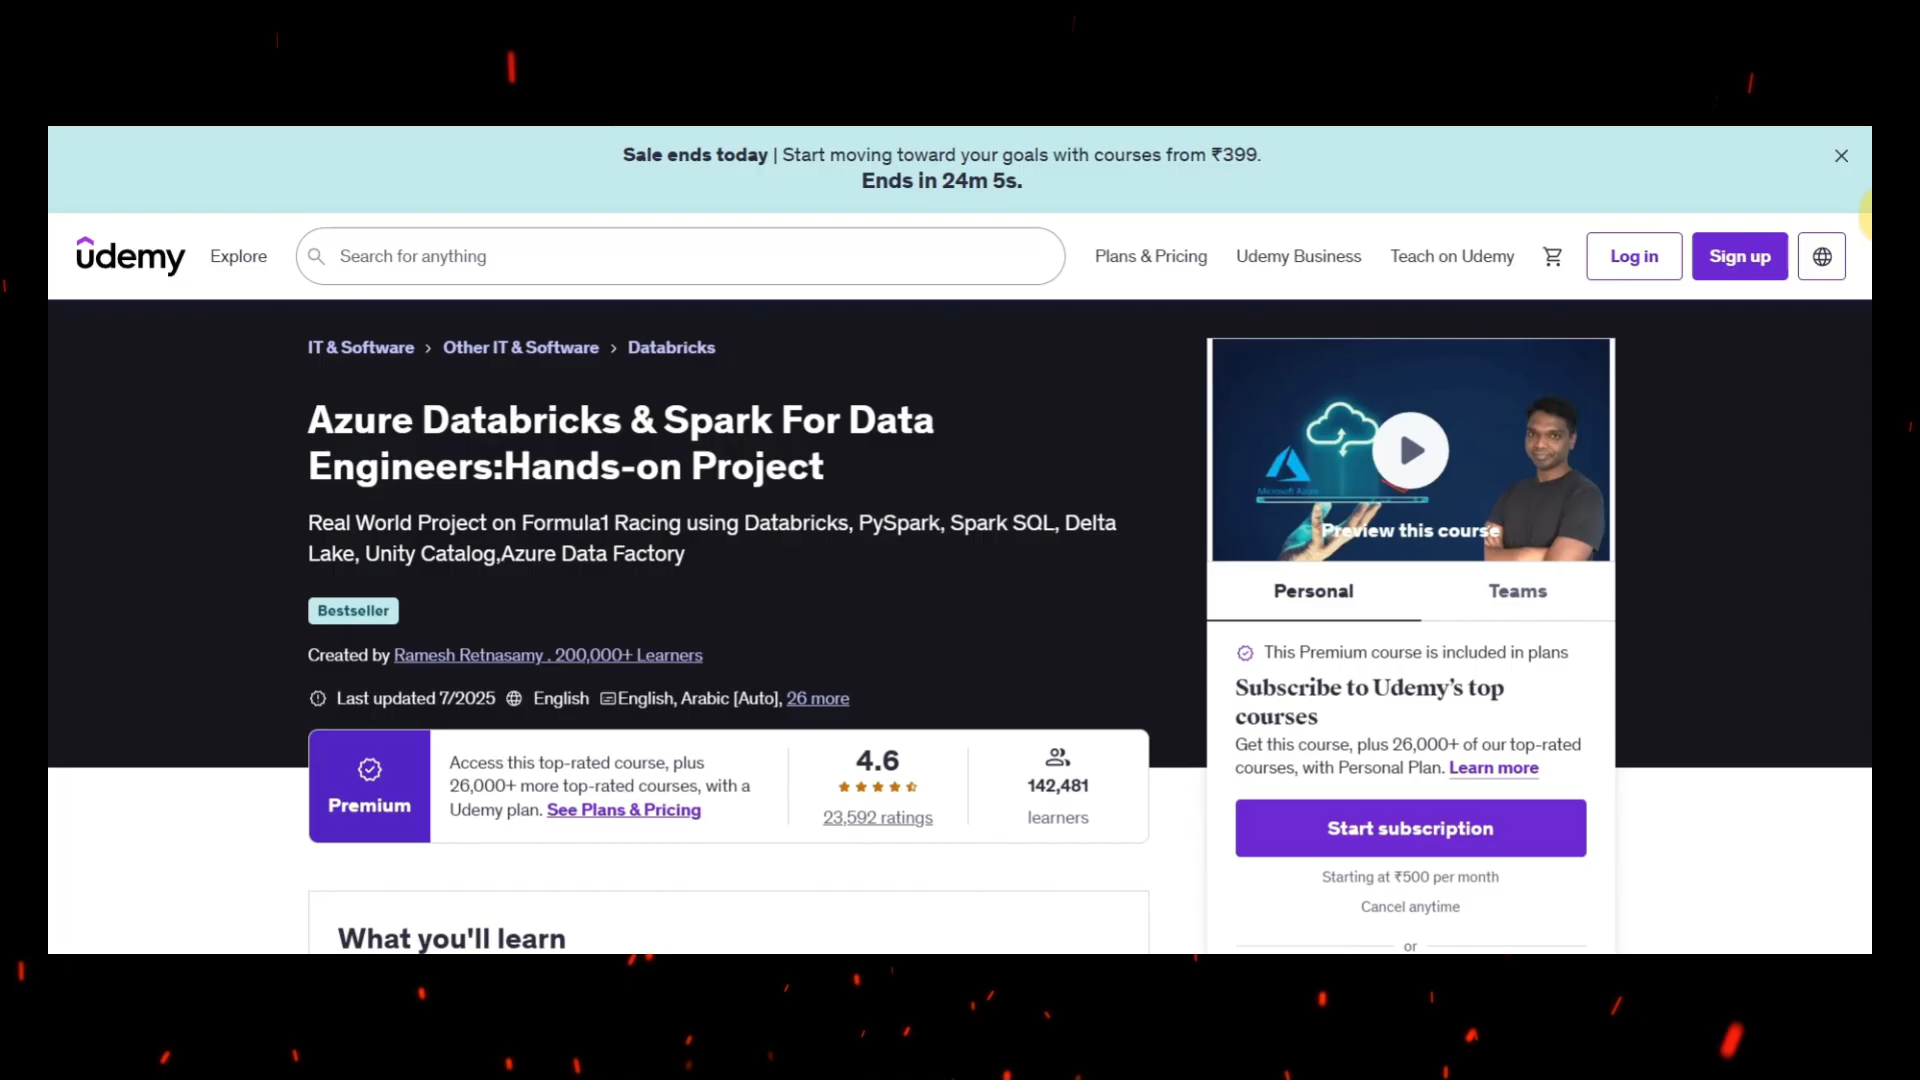 Sale ends today | Start moving toward your goals with courses from ₹399.
Ends in 24m 5s.
udemy
Explore
Search for anything
Plans & Pricing
Udemy Business
Teach on Udemy
Log in
Sign up
IT & Software > Other IT & Software > Databricks
Azure Databricks & Spark For Data
Engineers:Hands-on Project
Real World Project on Formula1 Racing using Databricks, PySpark, Spark SQL, Delta
Lake, Unity Catalog,Azure Data Factory
Bestseller
Created by Ramesh Retnasamy . 200,000+ Learners
Last updated 7/2025 English English, Arabic [Auto], 26 more
Premium
Access this top-rated course, plus
26,000+ more top-rated courses, with a
Udemy plan. See Plans & Pricing
4.6
23,592 ratings
142,481
learners
What you'll learn
Microsoft Azure
Preview this course
Personal
Teams
This Premium course is included in plans
Subscribe to Udemy's top
courses
Get this course, plus 26,000+ of our top-rated
courses, with Personal Plan. Learn more
Start subscription
Starting at ₹500 per month
Cancel anytime
or